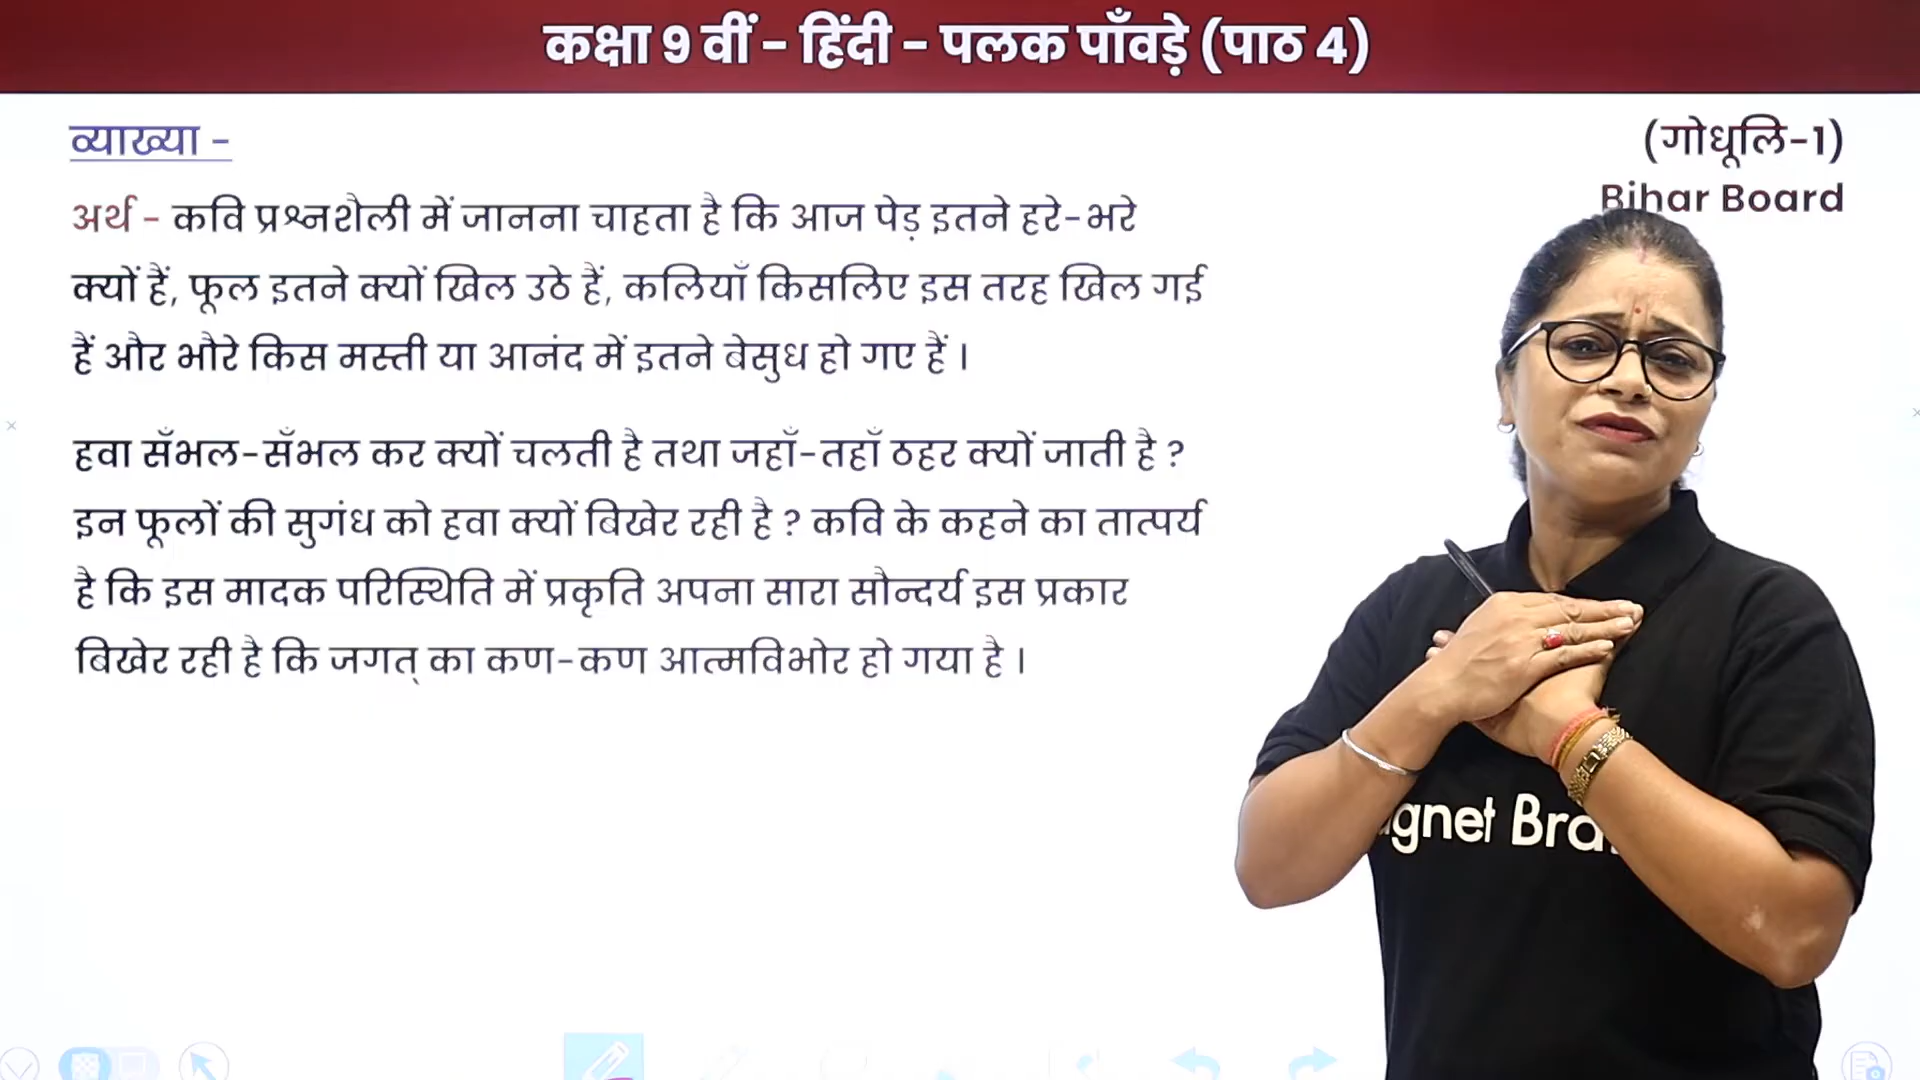 कक्षा 9 वीं - हिंदी - पलक पाँवड़े (पाठ 4)
व्याख्या -
(गोधूलि-1)
Bihar Board
अर्थ - कवि प्रश्नशैली में जानना चाहता है कि आज पेड़ इतने हरे-भरे
क्यों हैं, फूल इतने क्यों खिल उठे हैं, कलियाँ किसलिए इस तरह खिल गई
हैं और भौरे किस मस्ती या आनंद में इतने बेसुध हो गए हैं ।
हवा सँभल-सँभल कर क्यों चलती है तथा जहाँ-तहाँ ठहर क्यों जाती है ?
इन फूलों की सुगंध को हवा क्यों बिखेर रही है ? कवि के कहने का तात्पर्य
है कि इस मादक परिस्थिति में प्रकृति अपना सारा सौन्दर्य इस प्रकार
बिखेर रही है कि जगत् का कण-कण आत्मविभोर हो गया है ।
gnet Bra